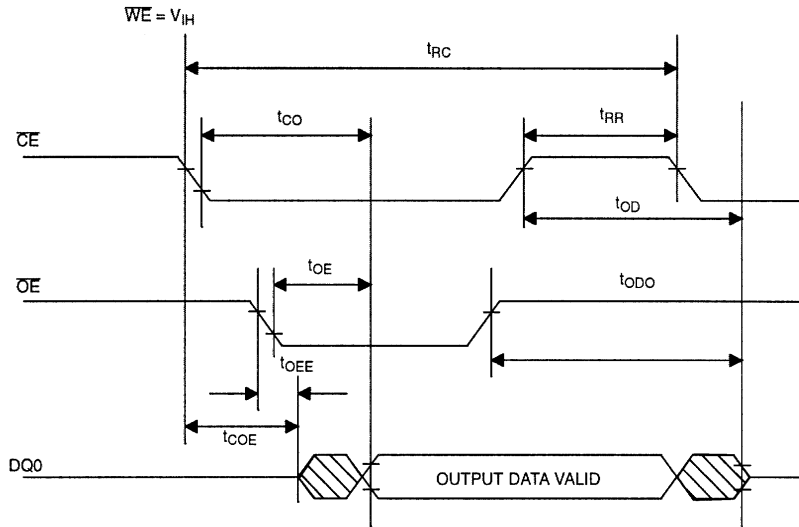 WE = VIH
tRC
tCO
tRR
CE
tOD
tOE
OE
tODO
tOEE
tCOE
DQ0
OUTPUT DATA VALID